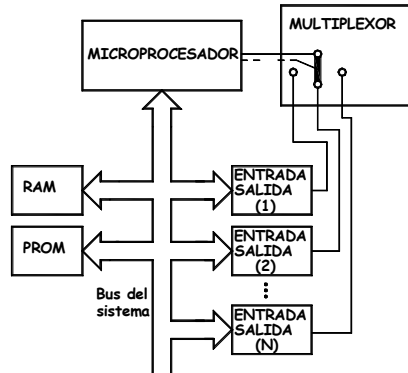 MULTIPLEXOR
MICROPROCESADOR
RAM
ENTRADA
SALIDA
(1)
PROM
ENTRADA
SALIDA
(2)
Bus del
sistema
ENTRADA
SALIDA
(N)